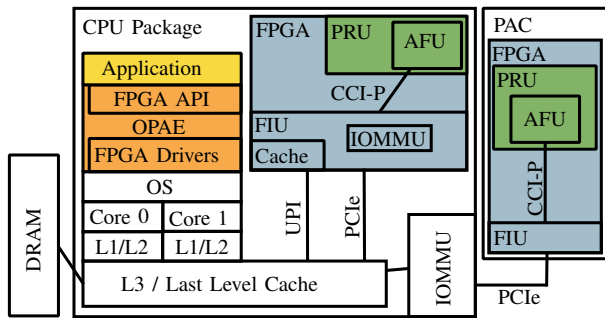 CPU Package
Application
FPGA API
OPAE
FPGA Drivers
OS
Core 0
Core 1
L1/L2
L1/L2
L3 / Last Level Cache
DRAM
FPGA
PRU
AFU
CCI-P
FIU
IOMMU
Cache
UPI
PCIe
IOMMU
PCIe
PAC
FPGA
PRU
AFU
CCI-P
FIU